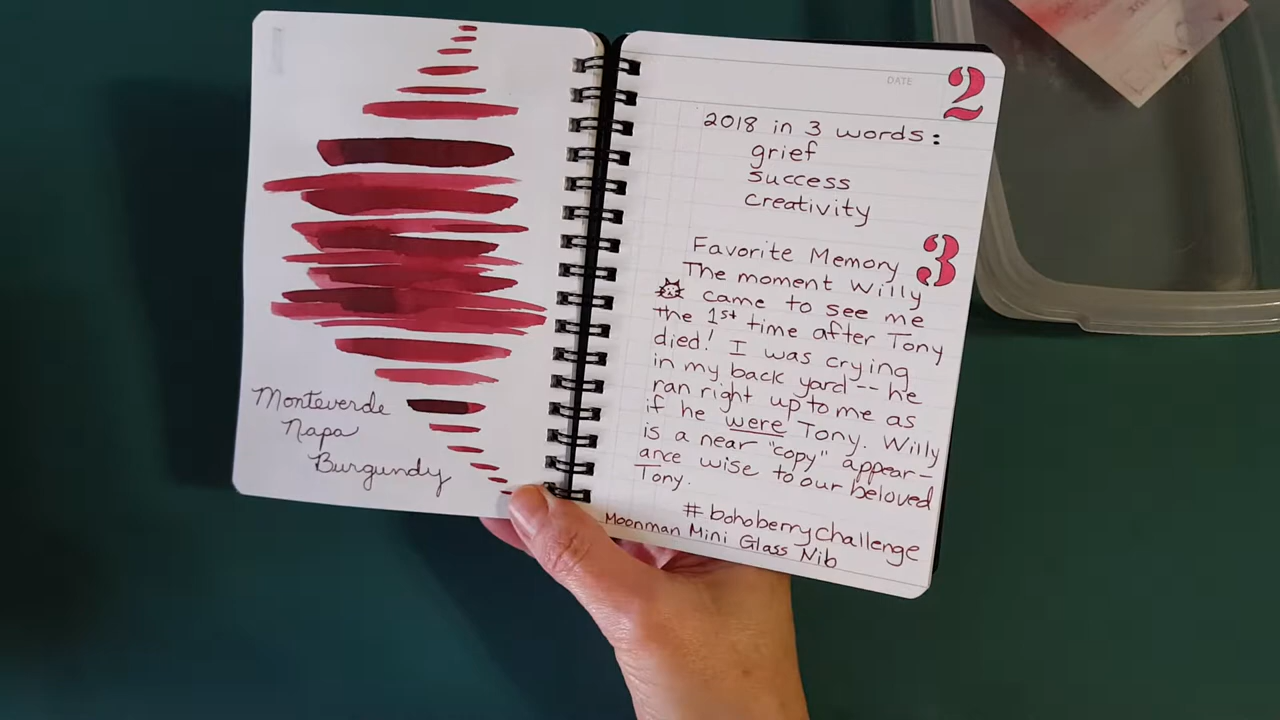 Monteverde
Napa
Burgundy
DATE
2
2018 in 3 words:
grief
success
creativity
3
Favorite Memory
The moment Willy
came to see me
the 1st time after Tony
died! I was crying
in my back yard -- he
ran right up to me as
if he were Tony. Willy
is a near "copy" appear-
ance wise to our beloved
Tony.
#bohoberrychallenge
Moonman Mini Glass Nib